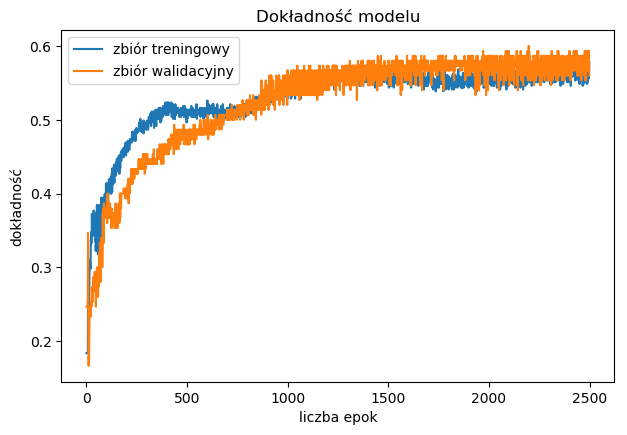 Dokładność modelu
zbiór treningowy
zbiór walidacyjny
dokładność
0.6
0.5
0.4
0.3
0.2
0
500
1000
1500
2000
2500
liczba epok